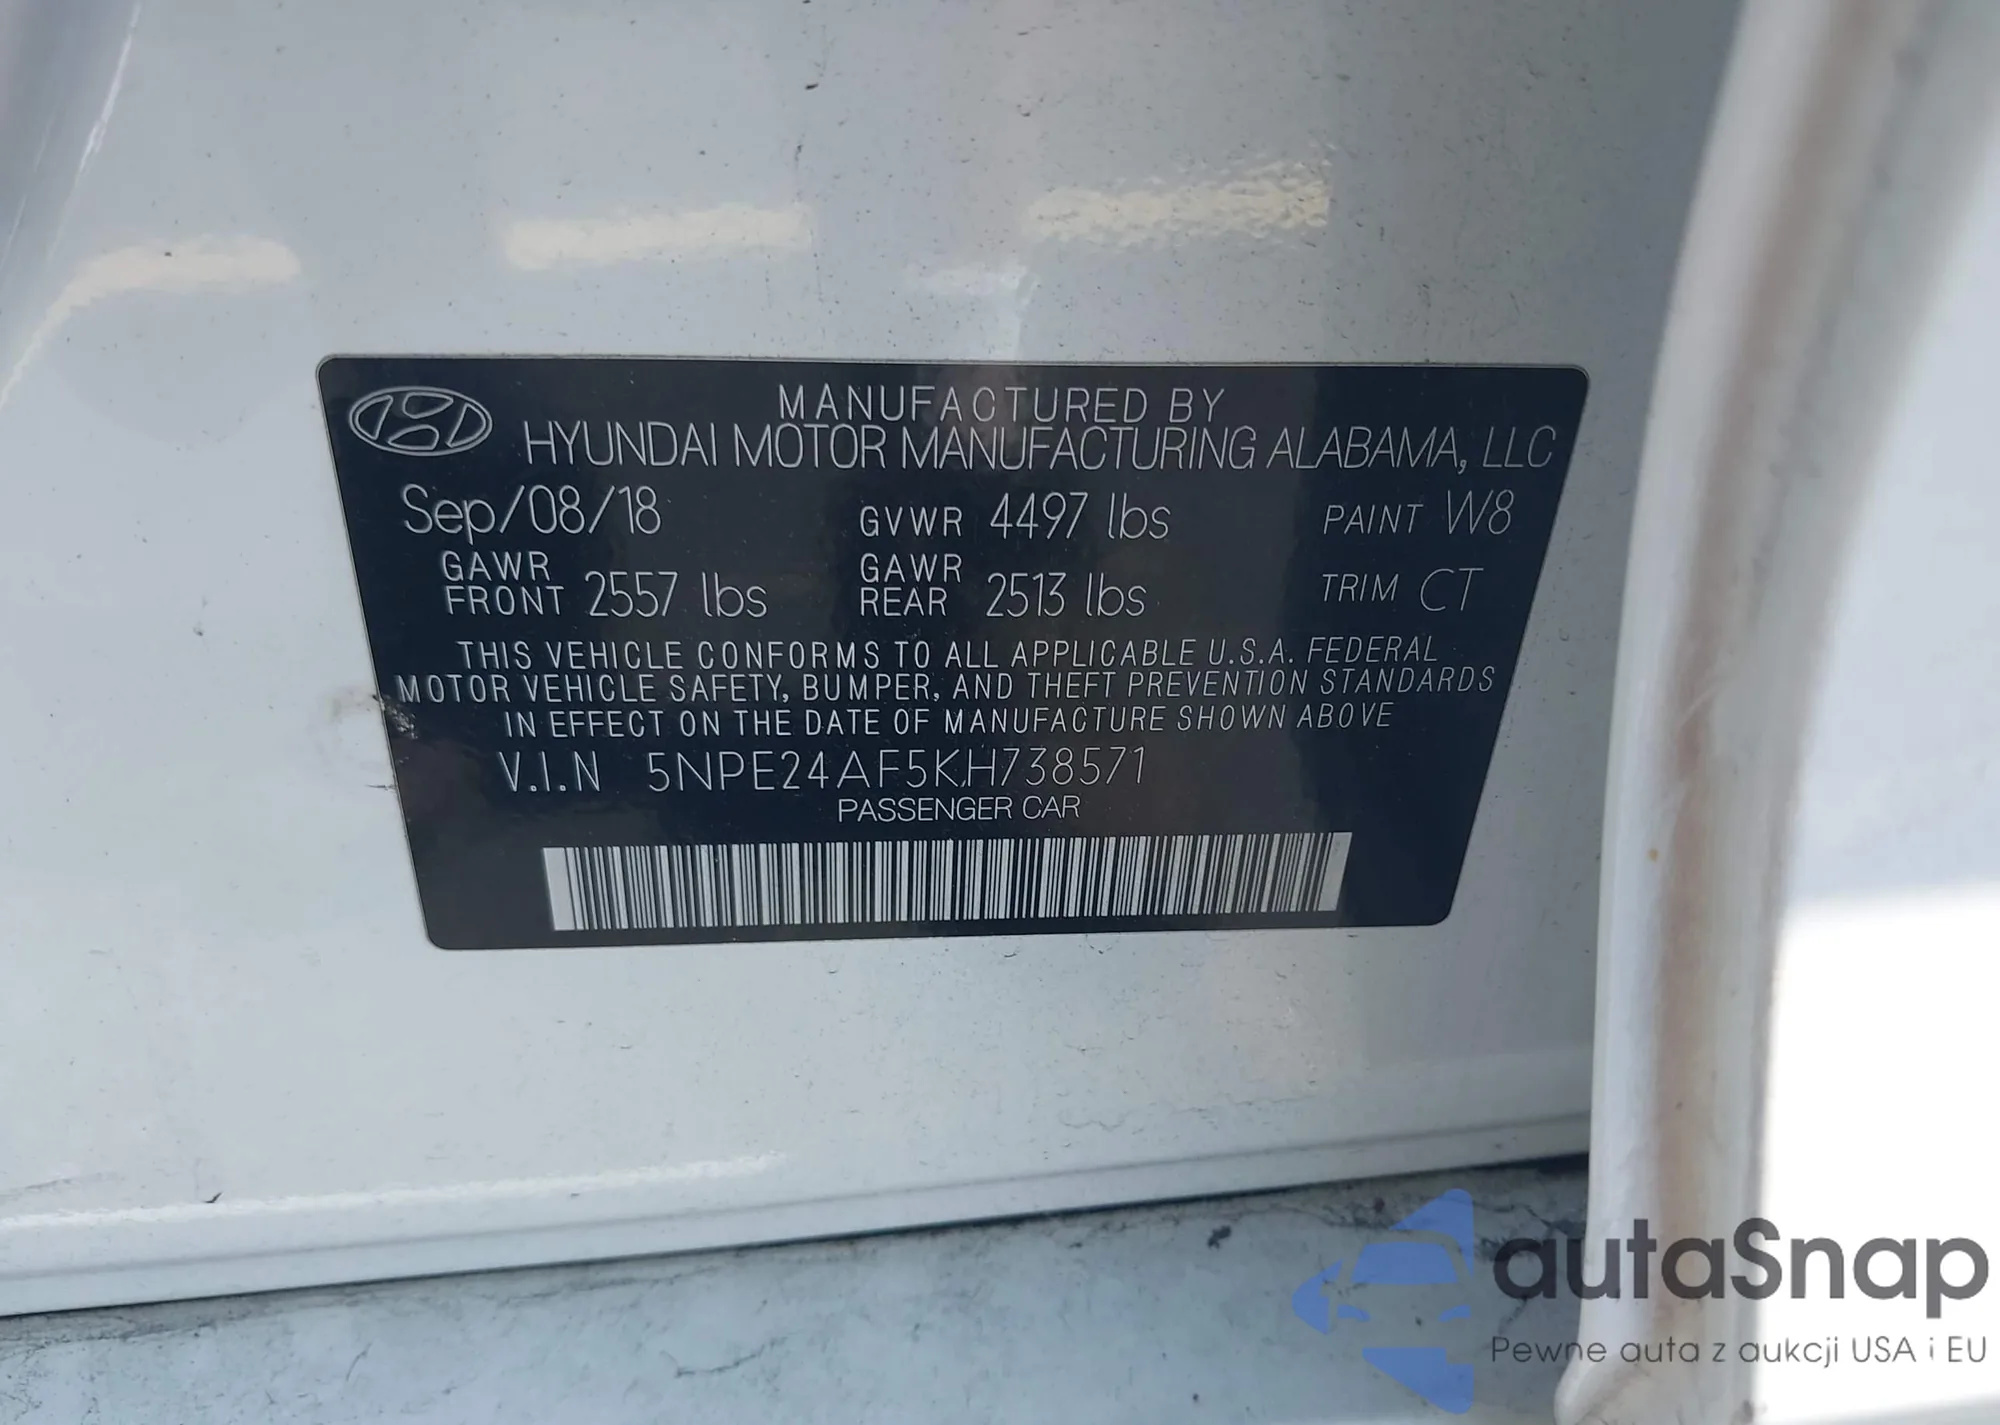 MANUFACTURED BY
HYUNDAI MOTOR MANUFACTURING ALABAMA, LLC
Sep/08/18 GVWR 4497 lbs PAINT W8
GAWR FRONT 2557 lbs GAWR REAR 2513 lbs TRIM CT
THIS VEHICLE CONFORMS TO ALL APPLICABLE U.S.A. FEDERAL
MOTOR VEHICLE SAFETY, BUMPER, AND THEFT PREVENTION STANDARDS
IN EFFECT ON THE DATE OF MANUFACTURE SHOWN ABOVE
V.I.N 5NPE24AF5KH738571
PASSENGER CAR
autaSnap
Pewne auta z aukcji USA i EU